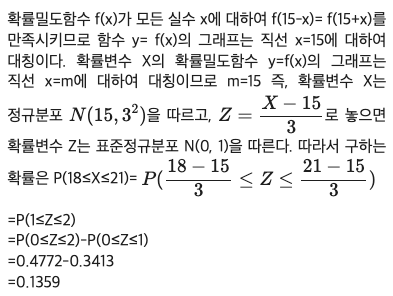 확률밀도함수 f(x)가 모든 실수 x에 대하여 f(15-x)= f(15+x)를
만족시키므로 함수 y= f(x)의 그래프는 직선 x=15에 대하여
대칭이다. 확률변수 X의 확률밀도함수 y=f(x)의 그래프는
직선 x=m에 대하여 대칭이므로 m=15 즉, 확률변수 X는
정규분포 N(15, 3²)을 따르고, Z = (X − 15)/3 로 놓으면
확률변수 Z는 표준정규분포 N(0, 1)을 따른다. 따라서 구하는
확률은 P(18≤X≤21)= P((18 − 15)/3 ≤ Z ≤ (21 − 15)/3)
=P(1≤Z≤2)
=P(0≤Z≤2)-P(0≤Z≤1)
=0.4772-0.3413
=0.1359